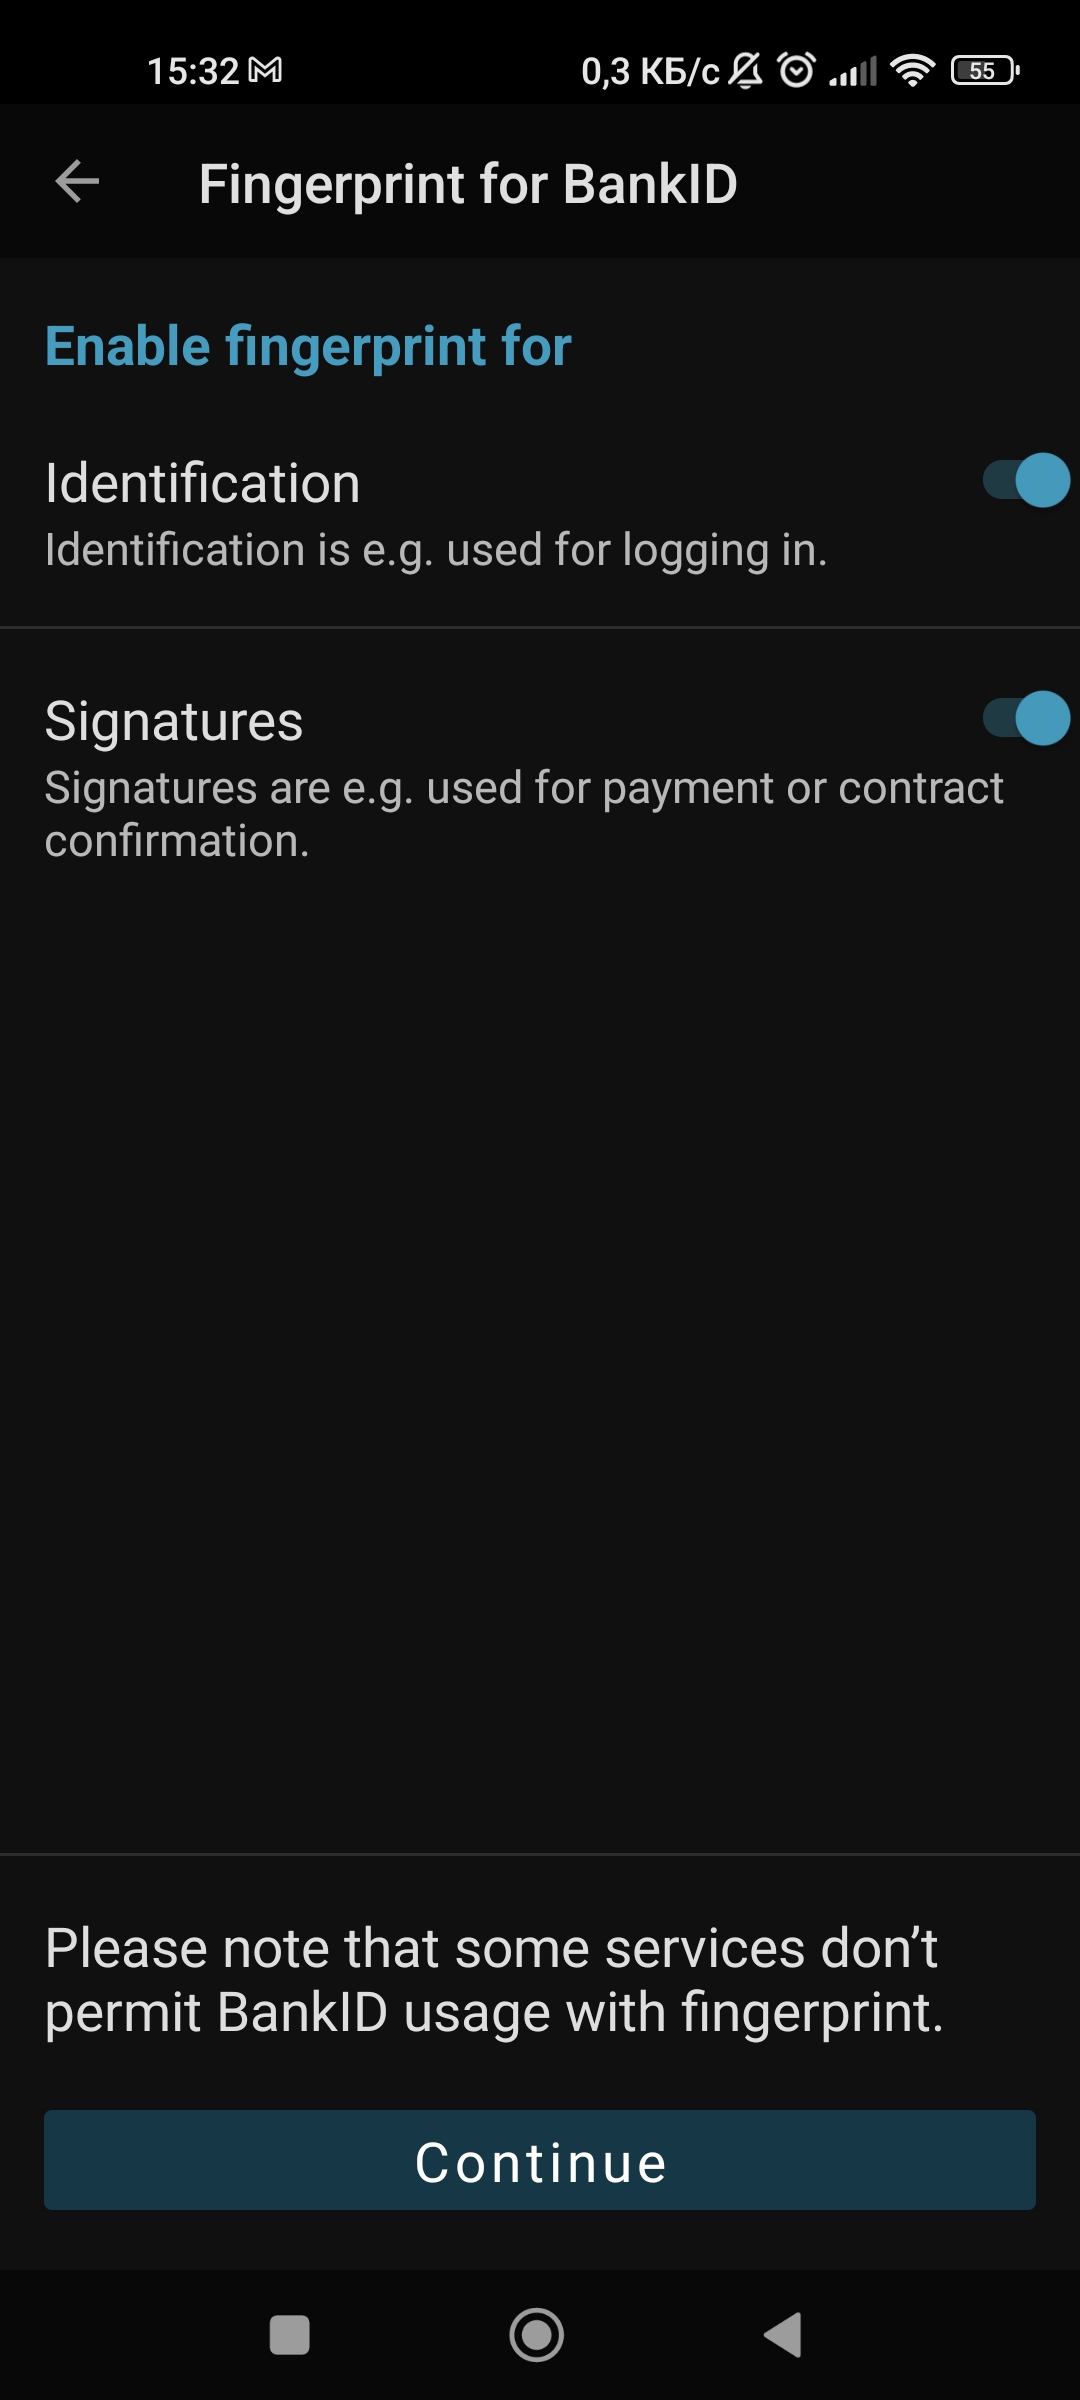 15:32 0,3 КБ/с 55
Fingerprint for BankID
Enable fingerprint for
Identification
Identification is e.g. used for logging in.
Signatures
Signatures are e.g. used for payment or contract
confirmation.
Please note that some services don’t
permit BankID usage with fingerprint.
Continue